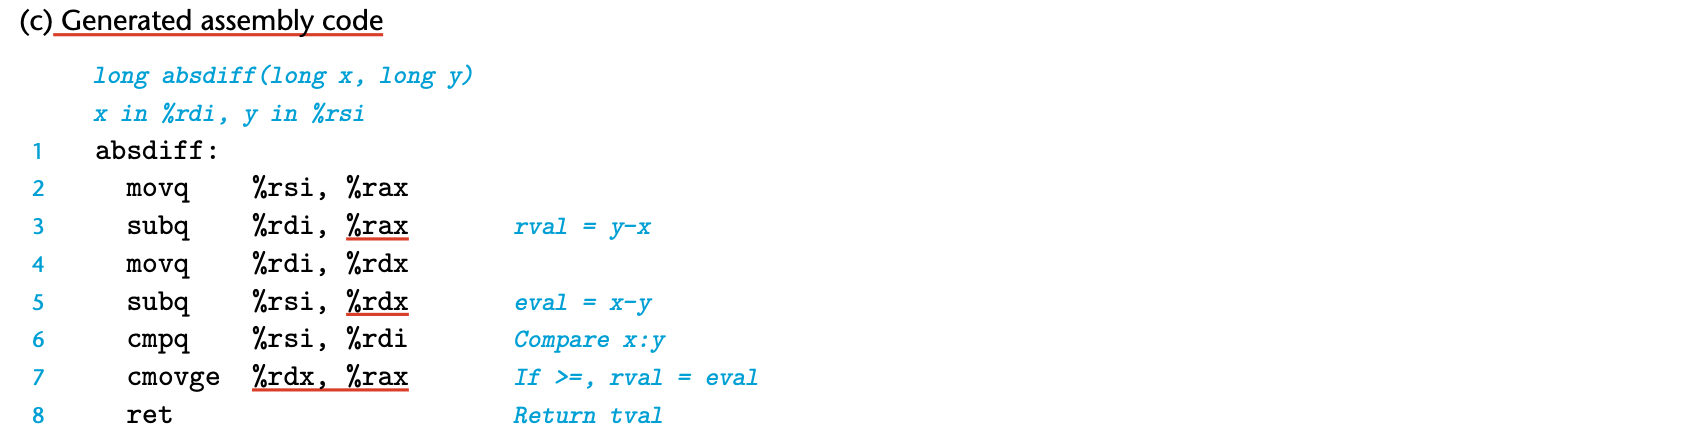 (c) Generated assembly code
long absdiff(long x, long y)
x in %rdi, y in %rsi
1 absdiff:
2 movq %rsi, %rax
3 subq %rdi, %rax rval = y-x
4 movq %rdi, %rdx
5 subq %rsi, %rdx eval = x-y
6 cmpq %rsi, %rdi Compare x:y
7 cmovge %rdx, %rax If >=, rval = eval
8 ret Return tval